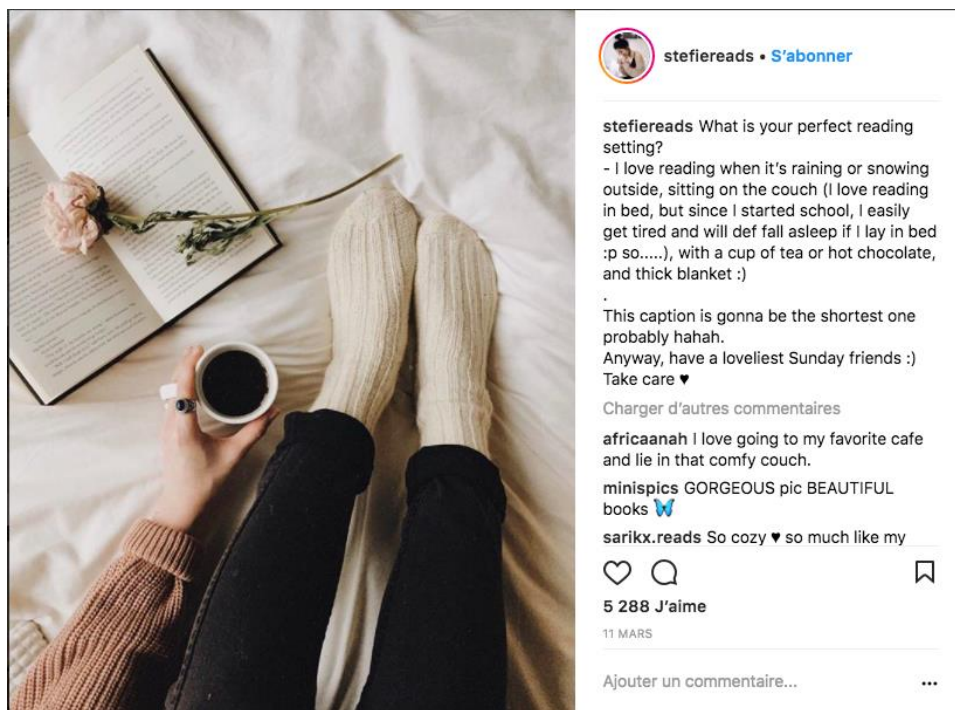 stefiereads • S'abonner
stefiereads What is your perfect reading
setting?
- I love reading when it's raining or snowing
outside, sitting on the couch (I love reading
in bed, but since I started school, I easily
get tired and will def fall asleep if I lay in bed
:p so.....), with a cup of tea or hot chocolate,
and thick blanket :)
.
This caption is gonna be the shortest one
probably hahah.
Anyway, have a loveliest Sunday friends :)
Take care ♥
Charger d'autres commentaires
africaanah I love going to my favorite cafe
and lie in that comfy couch.
minispics GORGEOUS pic BEAUTIFUL
books 🦋
sarikx.reads So cozy ♥ so much like my
5 288 J'aime
11 MARS
Ajouter un commentaire...